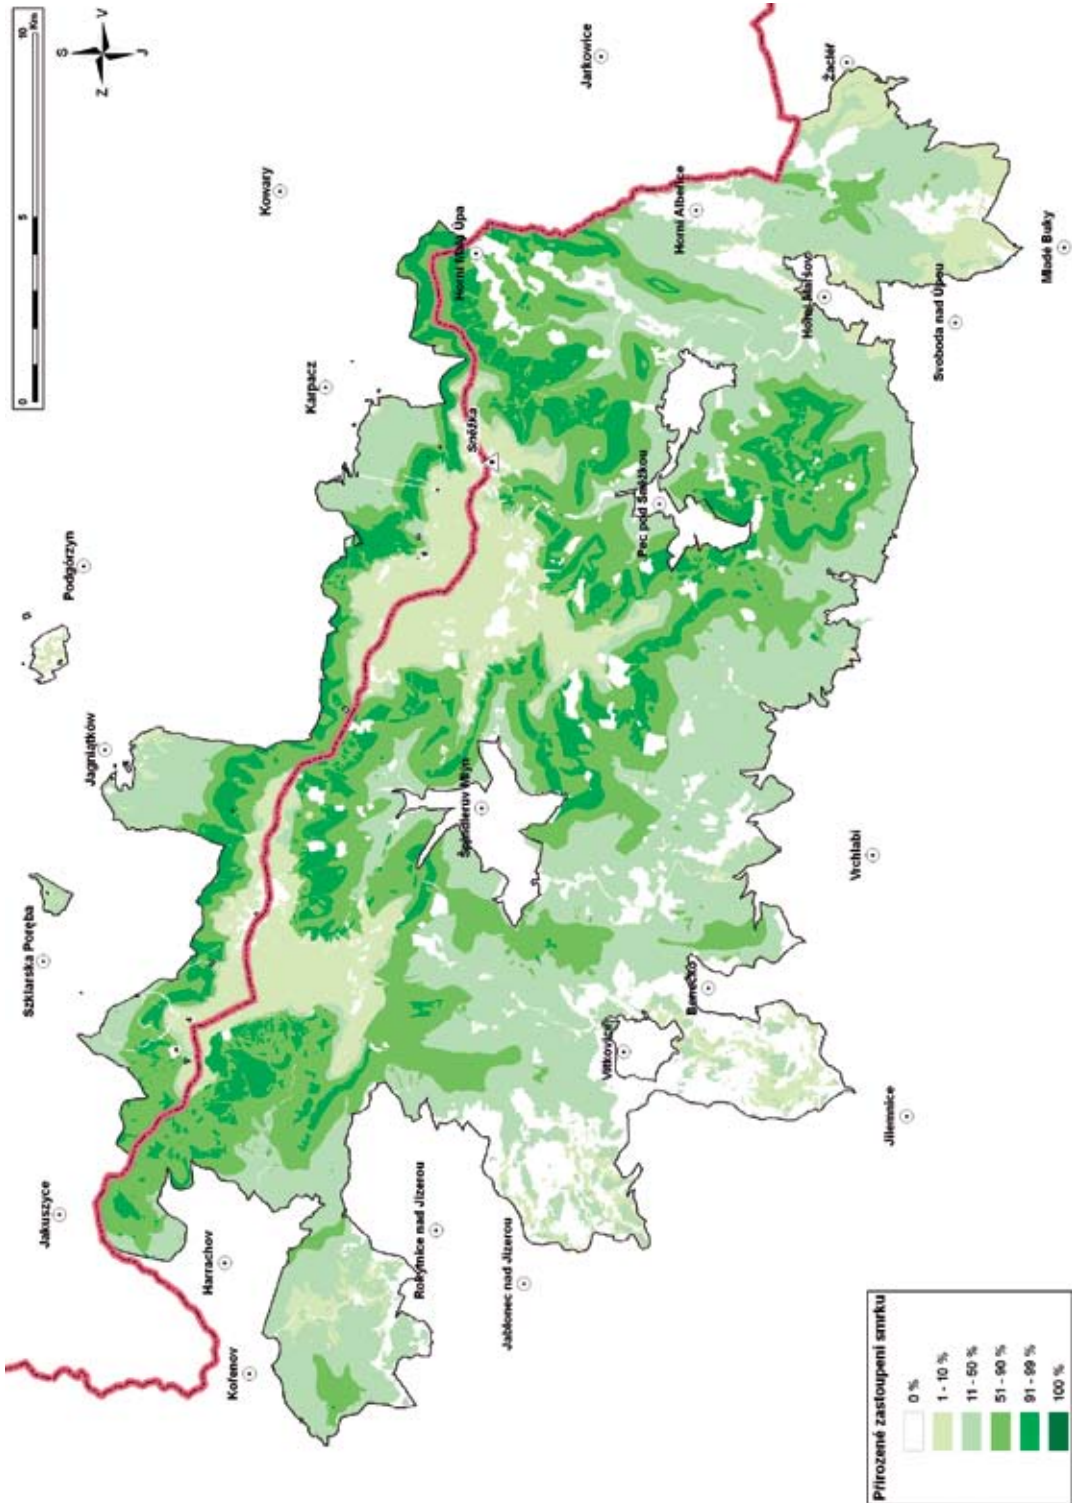 0
5
10
Km
S
V
J
Z
Jarkowice
Kowary
Karpacz
Podgórzyn
Jagniątków
Szklarska Poręba
Jakuszyce
Harrachov
Kořenov
Rokytnice nad Jizerou
Jablonec nad Jizerou
Vítkovice
Benecko
Jilemnice
Vrchlabí
Špindlerův Mlýn
Sněžka
Pec pod Sněžkou
Horní Malá Úpa
Horní Albeřice
Horní Maršov
Svoboda nad Úpou
Mladé Buky
Žacléř
Přirozené zastoupení smrku
0 %
1 - 10 %
11 - 50 %
51 - 90 %
91 - 99 %
100 %